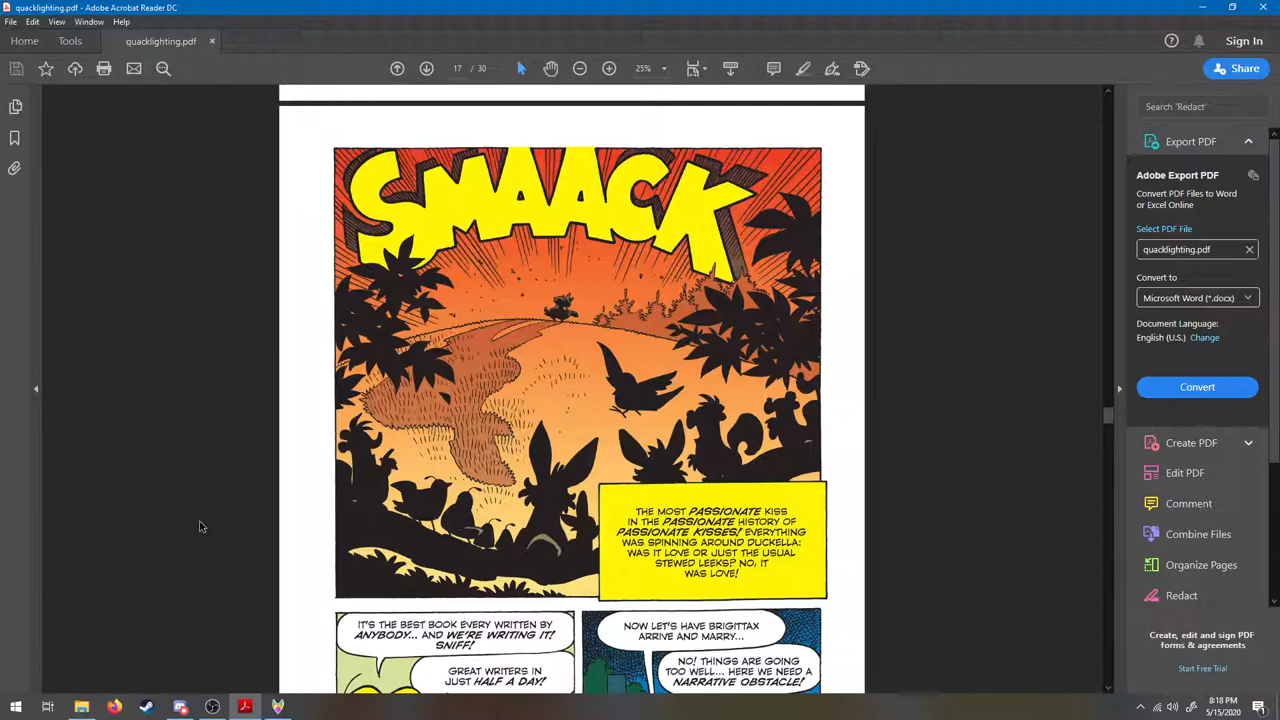 quacklighting.pdf - Adobe Acrobat Reader DC
File Edit View Window Help
Home Tools quacklighting.pdf × Sign In
17 / 30 25% Share
SMAACK
THE MOST PASSIONATE KISS
IN THE PASSIONATE HISTORY OF
PASSIONATE KISSES! EVERYTHING
WAS SPINNING AROUND DUCKELLA:
WAS IT LOVE OR JUST THE USUAL
STEWED LEEKS? NO, IT
WAS LOVE!
IT'S THE BEST BOOK EVERY WRITTEN BY
ANYBODY... AND WE'RE WRITING IT!
SNIFF!
GREAT WRITERS IN
JUST HALF A DAY!
NOW LET'S HAVE BRIGITTAX
ARRIVE AND MARRY...
NO! THINGS ARE GOING
TOO WELL... HERE WE NEED A
NARRATIVE OBSTACLE!
Search 'Redact'
Export PDF
Adobe Export PDF
Convert PDF Files to Word
or Excel Online
Select PDF File
quacklighting.pdf
Convert to
Microsoft Word (*.docx)
Document Language:
English (U.S.) Change
Convert
Create PDF
Edit PDF
Comment
Combine Files
Organize Pages
Redact
Create, edit and sign PDF
forms & agreements
Start Free Trial
8:18 PM
5/15/2020